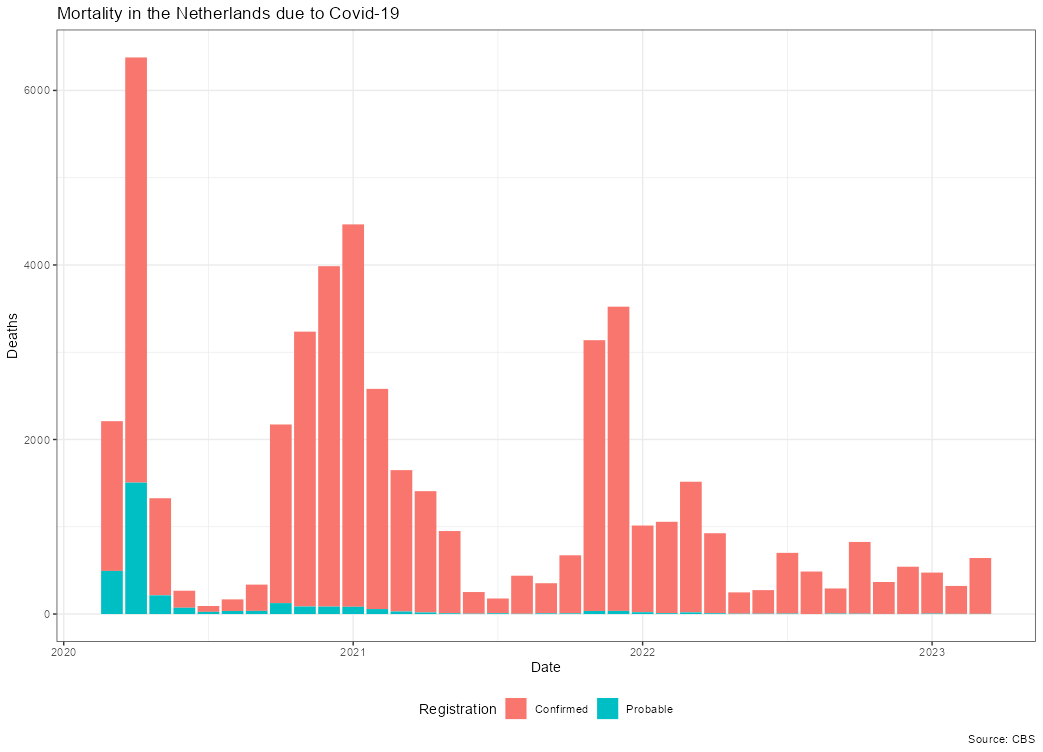 Mortality in the Netherlands due to Covid-19
Deaths
6000
4000
2000
0
2020 2021 2022 2023
Date
Registration Confirmed Probable
Source: CBS